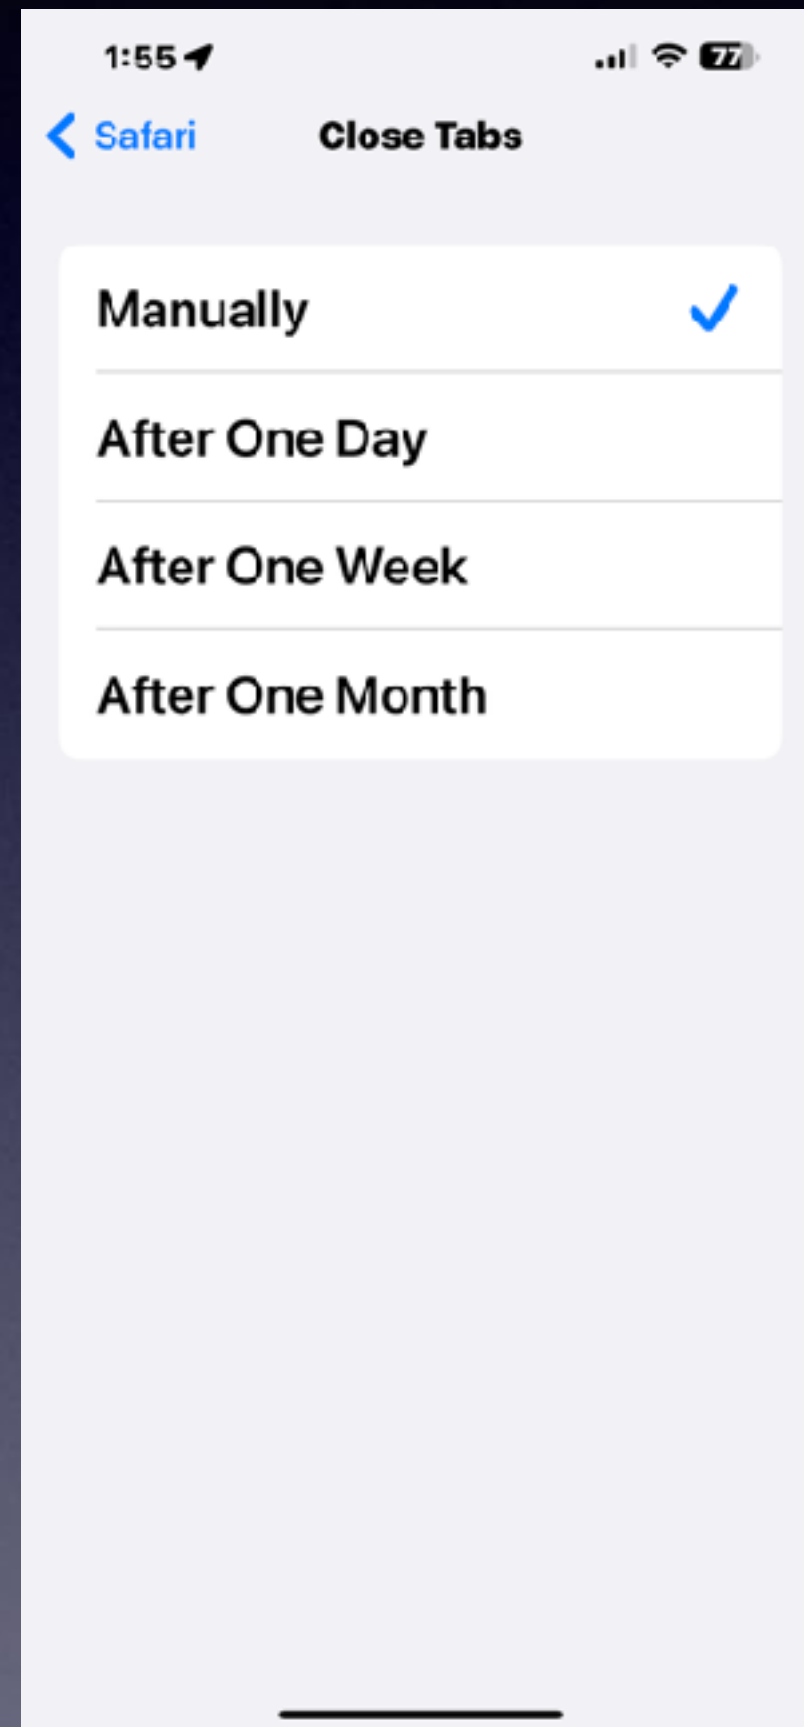 1:55 77
Safari Close Tabs
Manually
After One Day
After One Week
After One Month